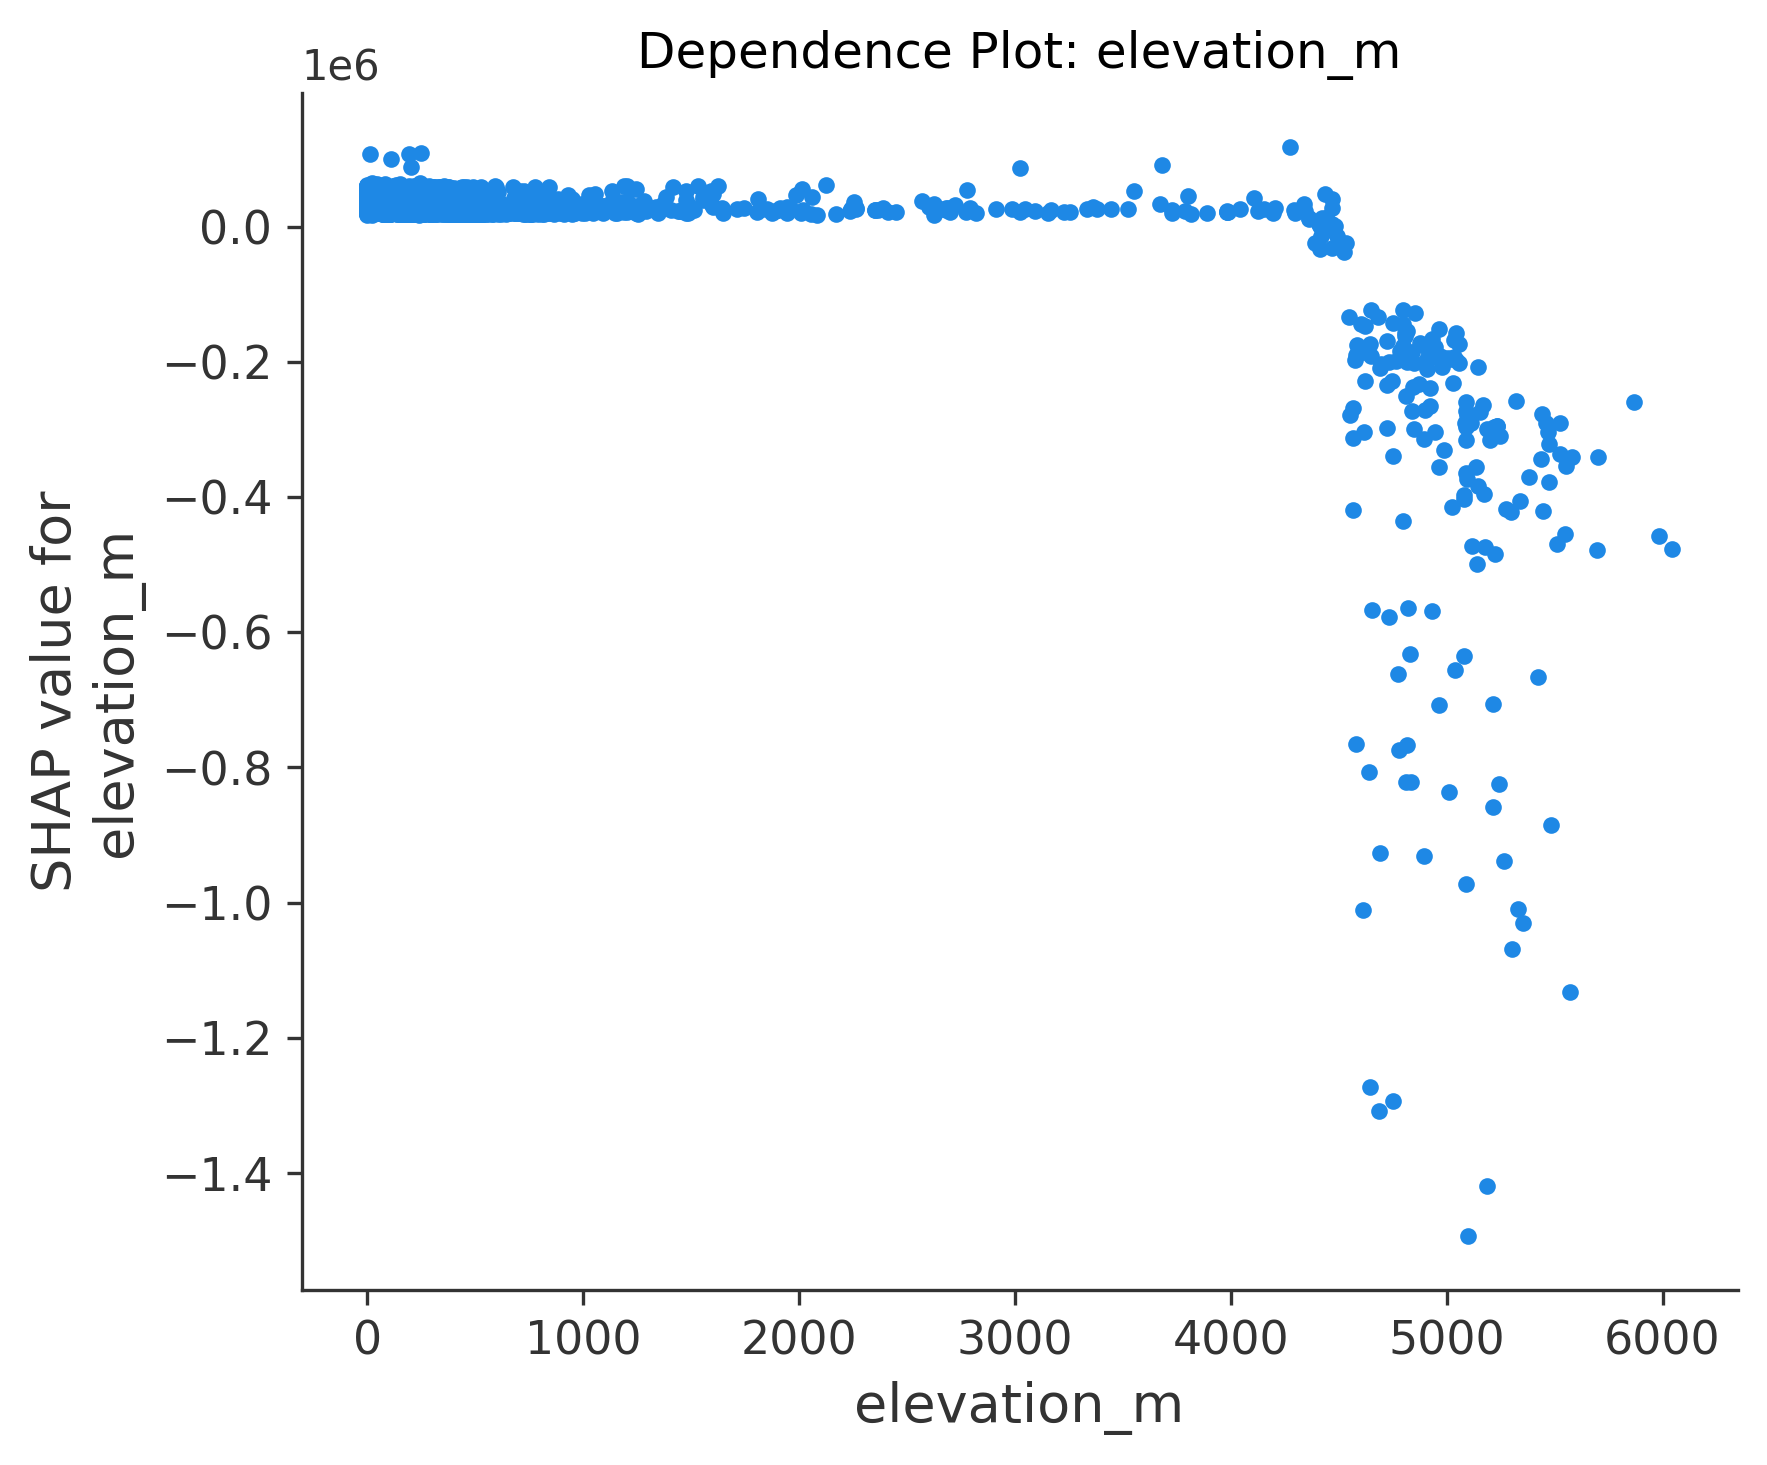 Dependence Plot: elevation_m
1e6
0.0
−0.2
−0.4
−0.6
−0.8
−1.0
−1.2
−1.4
SHAP value for
elevation_m
0 1000 2000 3000 4000 5000 6000
elevation_m